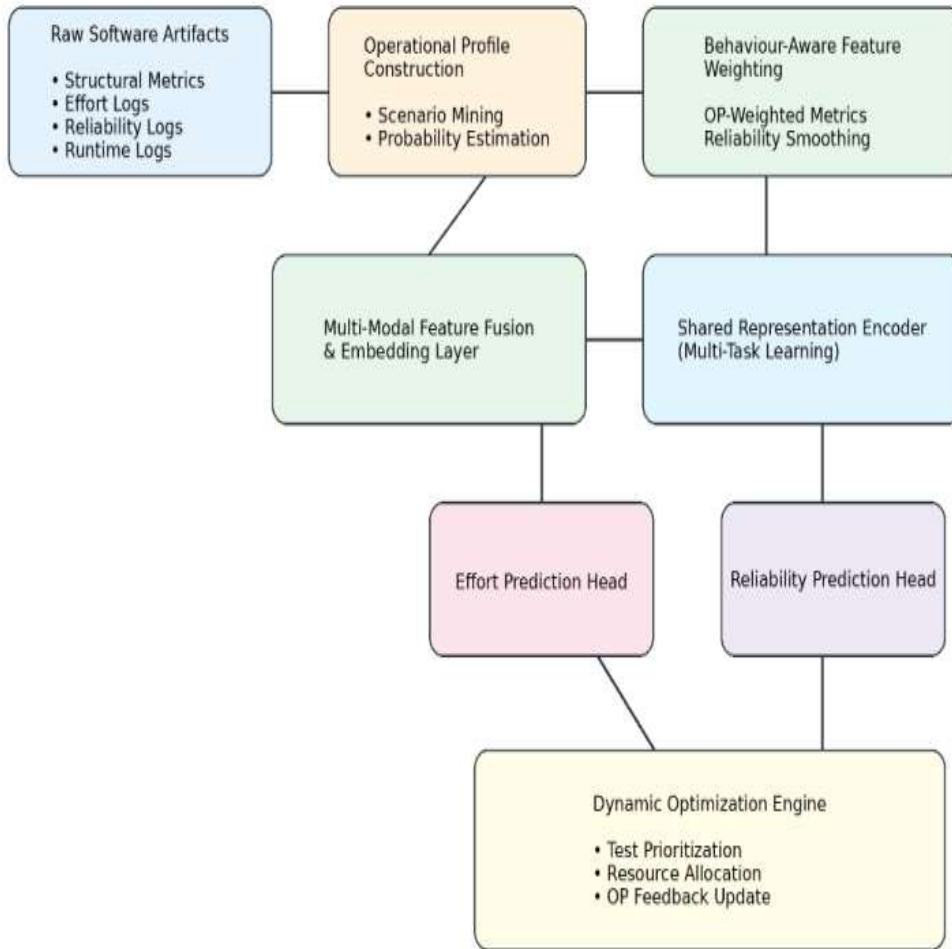 Raw Software Artifacts
• Structural Metrics
• Effort Logs
• Reliability Logs
• Runtime Logs
Operational Profile
Construction
• Scenario Mining
• Probability Estimation
Behaviour-Aware Feature
Weighting
OP-Weighted Metrics
Reliability Smoothing
Multi-Modal Feature Fusion
& Embedding Layer
Shared Representation Encoder
(Multi-Task Learning)
Effort Prediction Head
Reliability Prediction Head
Dynamic Optimization Engine
• Test Prioritization
• Resource Allocation
• OP Feedback Update